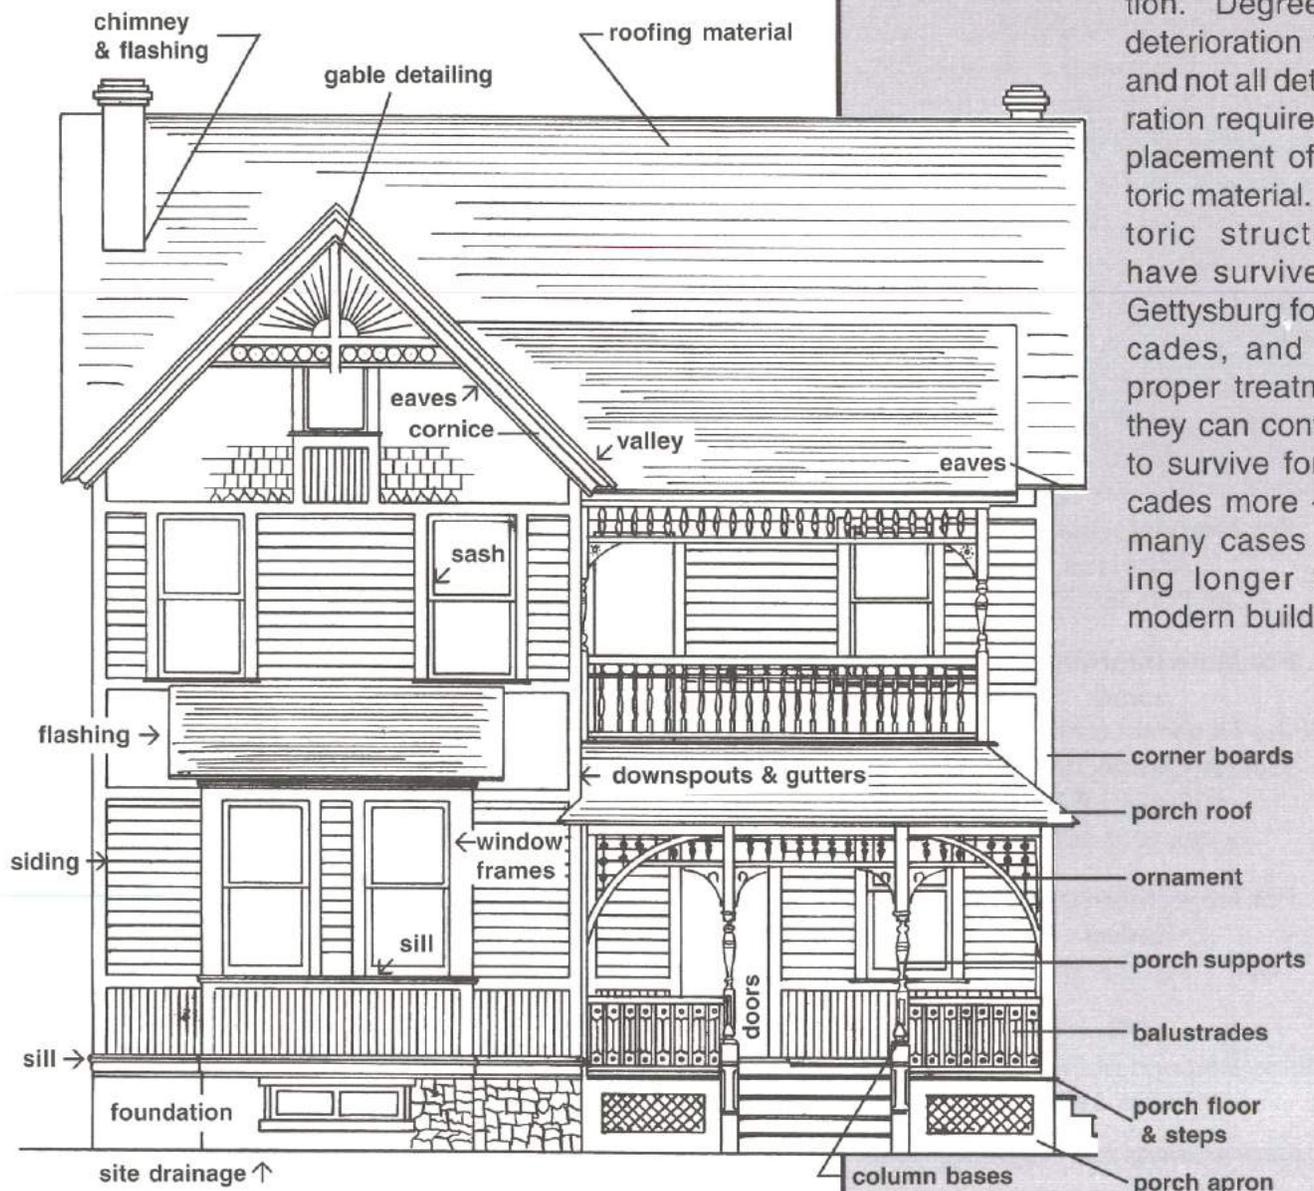 chimney
& flashing
roofing material
gable detailing
eaves
cornice
valley
eaves
sash
flashing
downspouts & gutters
corner boards
porch roof
siding
window
frames
ornament
sill
porch supports
doors
balustrades
sill
foundation
porch floor
& steps
site drainage
column bases
porch apron
tion. Degree
deterioration
and not all det
ration require
placement of
toric material.
toric struct
have survive
Gettysburg fo
cades, and
proper treatn
they can con
to survive fo
cades more
many cases
ing longer
modern build